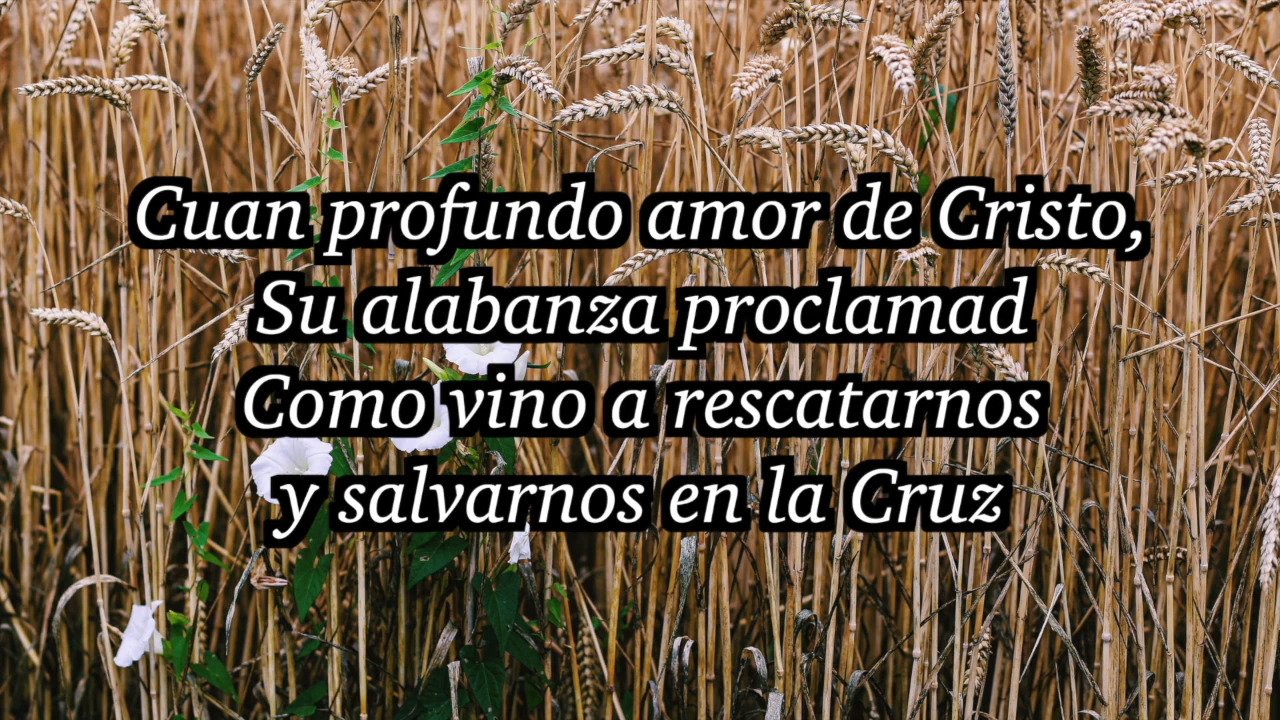 Cuan profundo amor de Cristo,
Su alabanza proclamad
Como vino a rescatarnos
y salvarnos en la Cruz